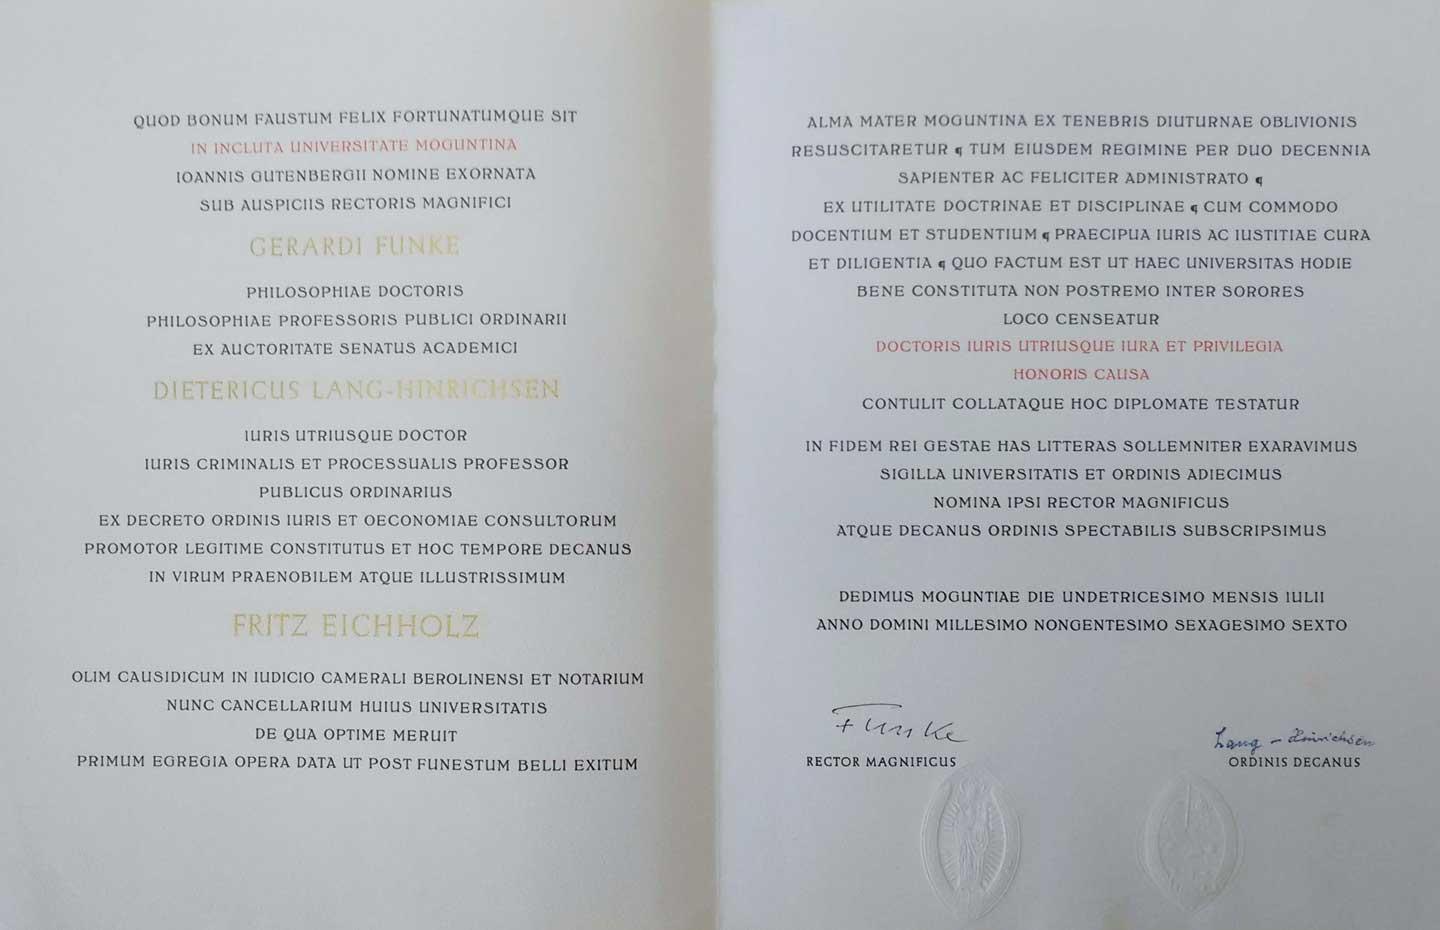 QUOD BONUM FAUSTUM FELIX FORTUNATUMQUE SIT
IN INCLUTA UNIVERSITATE MOGUNTINA
IOANNIS GUTENBERGII NOMINE EXORNATA
SUB AUSPICIIS RECTORIS MAGNIFICI
GERARDI FUNKE
PHILOSOPHIAE DOCTORIS
PHILOSOPHIAE PROFESSORIS PUBLICI ORDINARII
EX AUCTORITATE SENATUS ACADEMICI
DIETERICUS LANG-HINRICHSEN
IURIS UTRIUSQUE DOCTOR
IURIS CRIMINALIS ET PROCESSUALIS PROFESSOR
PUBLICUS ORDINARIUS
EX DECRETO ORDINIS IURIS ET OECONOMIAE CONSULTORUM
PROMOTOR LEGITIME CONSTITUTUS ET HOC TEMPORE DECANUS
IN VIRUM PRAENOBILEM ATQUE ILLUSTRISSIMUM
FRITZ EICHHOLZ
OLIM CAUSIDICUM IN IUDICIO CAMERALI BEROLINENSI ET NOTARIUM
NUNC CANCELLARIUM HUIUS UNIVERSITATIS
DE QUA OPTIME MERUIT
PRIMUM EGREGIA OPERA DATA UT POST FUNESTUM BELLI EXITUM
ALMA MATER MOGUNTINA EX TENEBRIS DIUTURNAE OBLIVIONIS
RESUSCITARETUR ¶ TUM EIUSDEM REGIMINE PER DUO DECENNIA
SAPIENTER AC FELICITER ADMINISTRATO ¶
EX UTILITATE DOCTRINAE ET DISCIPLINAE ¶ CUM COMMODO
DOCENTIUM ET STUDENTIUM ¶ PRAECIPUA IURIS AC IUSTITIAE CURA
ET DILIGENTIA ¶ QUO FACTUM EST UT HAEC UNIVERSITAS HODIE
BENE CONSTITUTA NON POSTREMO INTER SORORES
LOCO CENSEATUR
DOCTORIS IURIS UTRIUSQUE IURA ET PRIVILEGIA
HONORIS CAUSA
CONTULIT COLLATAQUE HOC DIPLOMATE TESTATUR
IN FIDEM REI GESTAE HAS LITTERAS SOLLEMNITER EXARAVIMUS
SIGILLA UNIVERSITATIS ET ORDINIS ADIECIMUS
NOMINA IPSI RECTOR MAGNIFICUS
ATQUE DECANUS ORDINIS SPECTABILIS SUBSCRIPSIMUS
DEDIMUS MOGUNTIAE DIE UNDETRICESIMO MENSIS IULII
ANNO DOMINI MILLESIMO NONGENTESIMO SEXAGESIMO SEXTO
Funke
RECTOR MAGNIFICUS
Lang-Hinrichsen
ORDINIS DECANUS